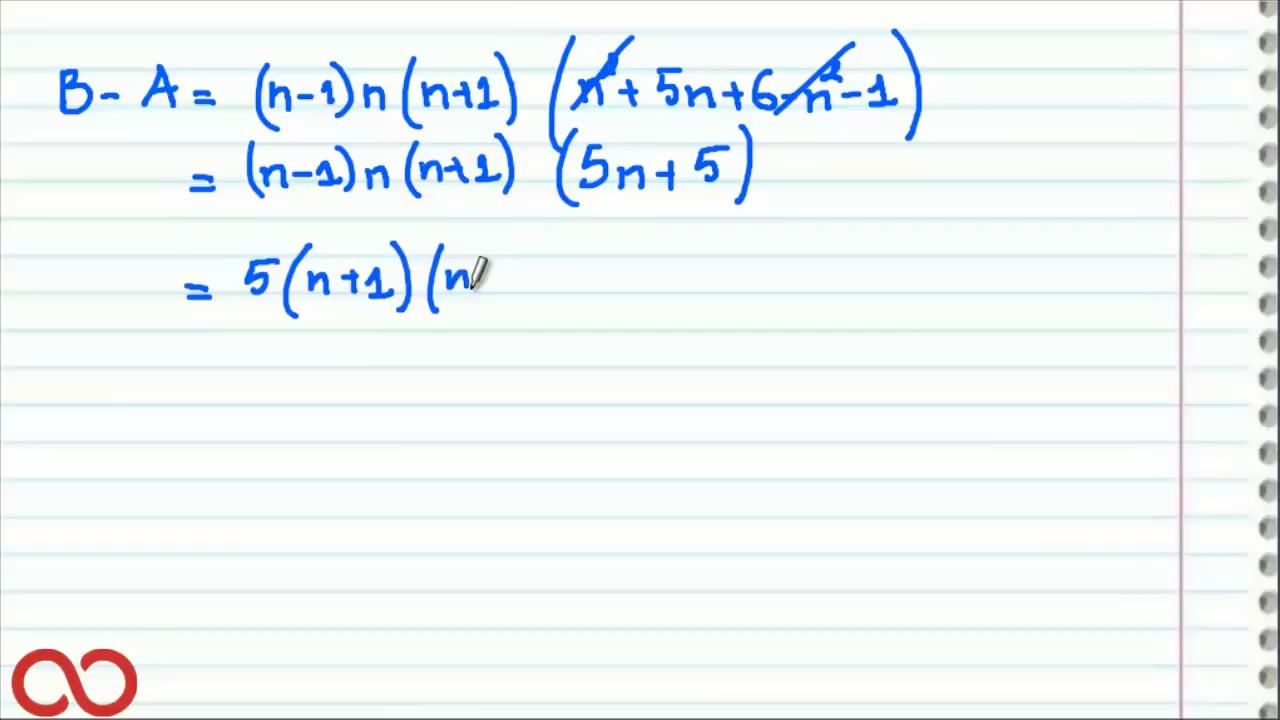 B - A = (n-1)n(n+1) (n² + 5n+6-n²-1)
= (n-1)n(n+1) (5n+5)
= 5(n+1)(n